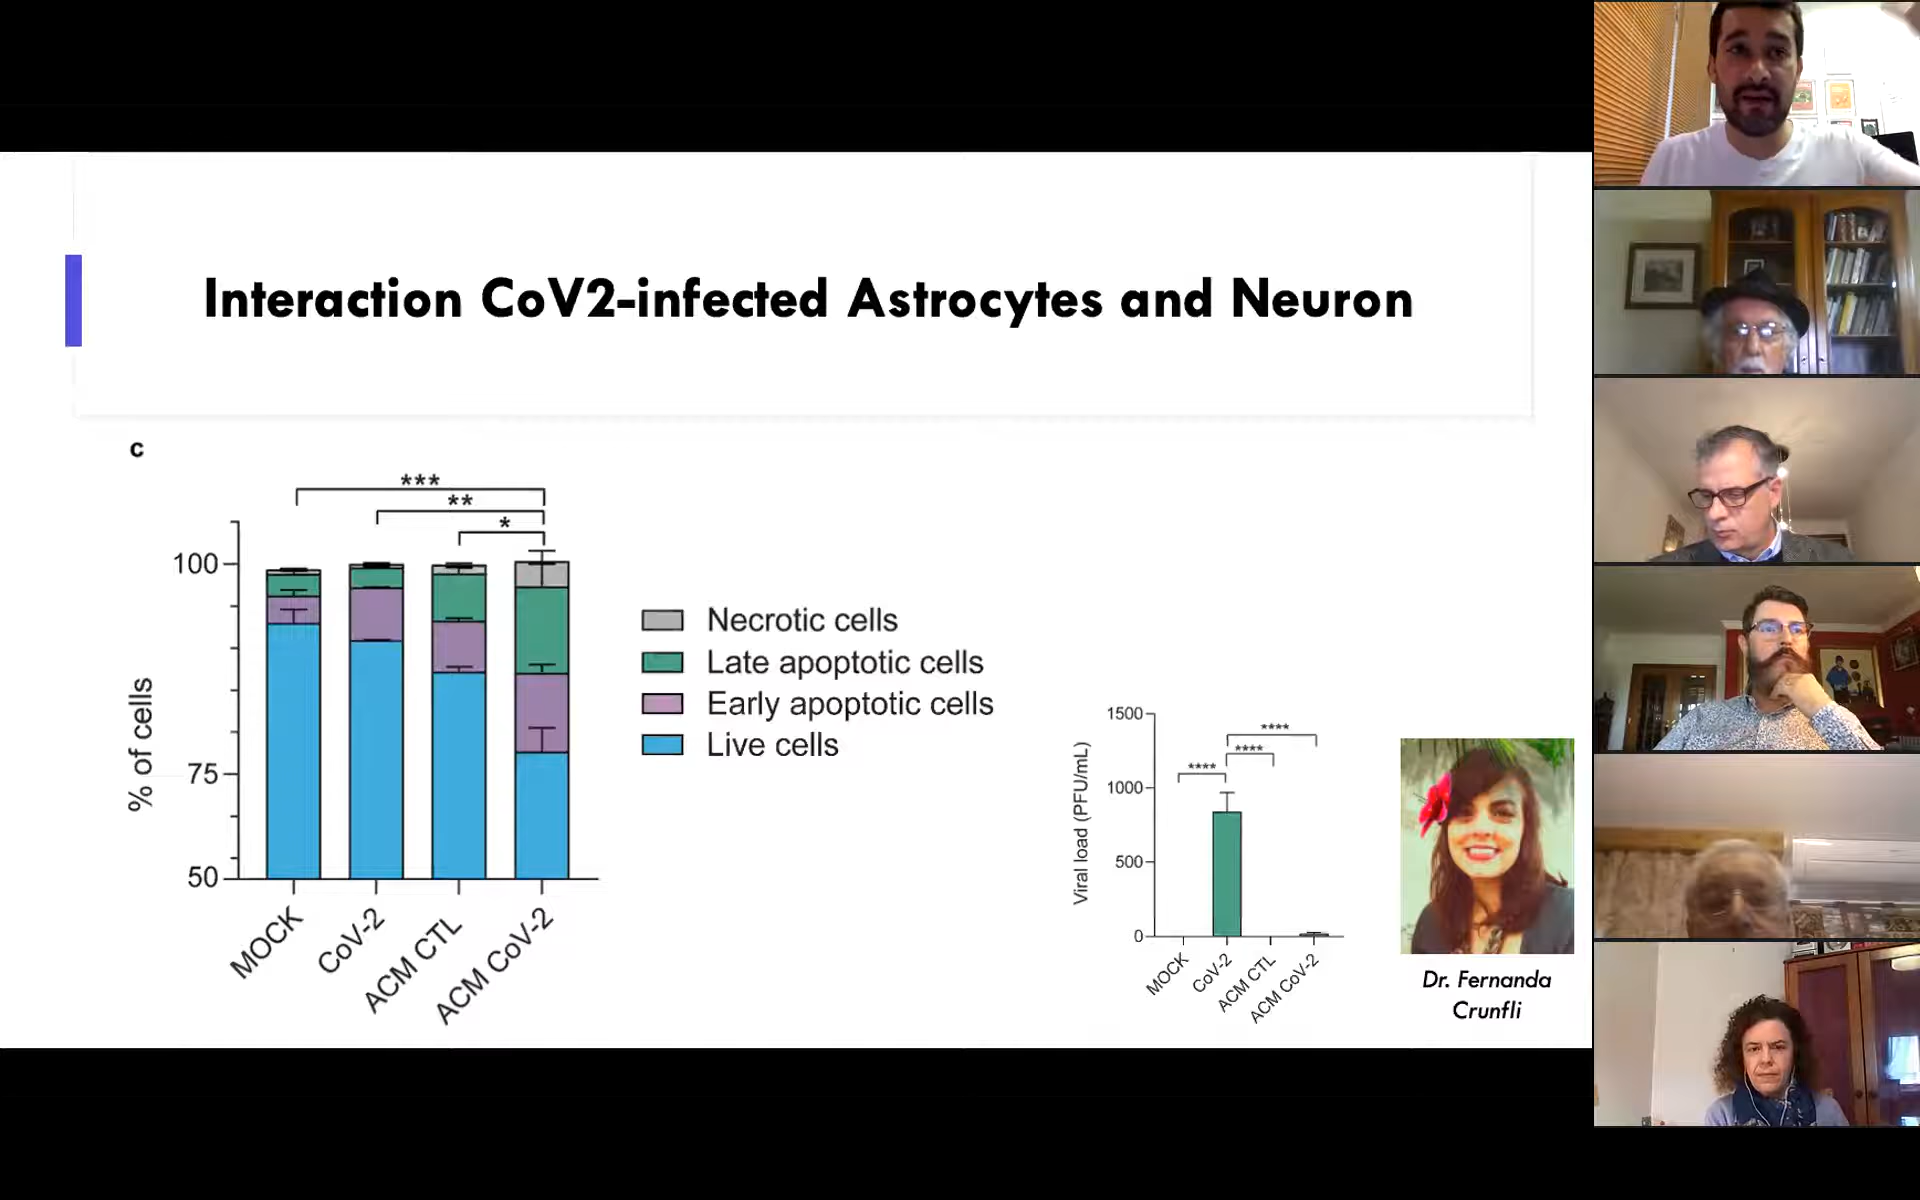 Interaction CoV2-infected Astrocytes and Neuron
c
***
**
*
100
75
50
% of cells
MOCK
CoV-2
ACM CTL
ACM CoV-2
Necrotic cells
Late apoptotic cells
Early apoptotic cells
Live cells
1500
1000
500
0
Viral load (PFU/mL)
****
****
****
MOCK
CoV-2
ACM CTL
ACM CoV-2
Dr. Fernanda
Crunfli